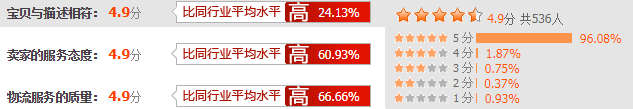 宝贝与描述相符： 4.9分 比同行业平均水平 高 24.13%
卖家的服务态度： 4.9分 比同行业平均水平 高 60.93%
物流服务的质量： 4.9分 比同行业平均水平 高 66.66%
4.9分 共536人
5分 96.08%
4分 1.87%
3分 0.75%
2分 0.37%
1分 0.93%